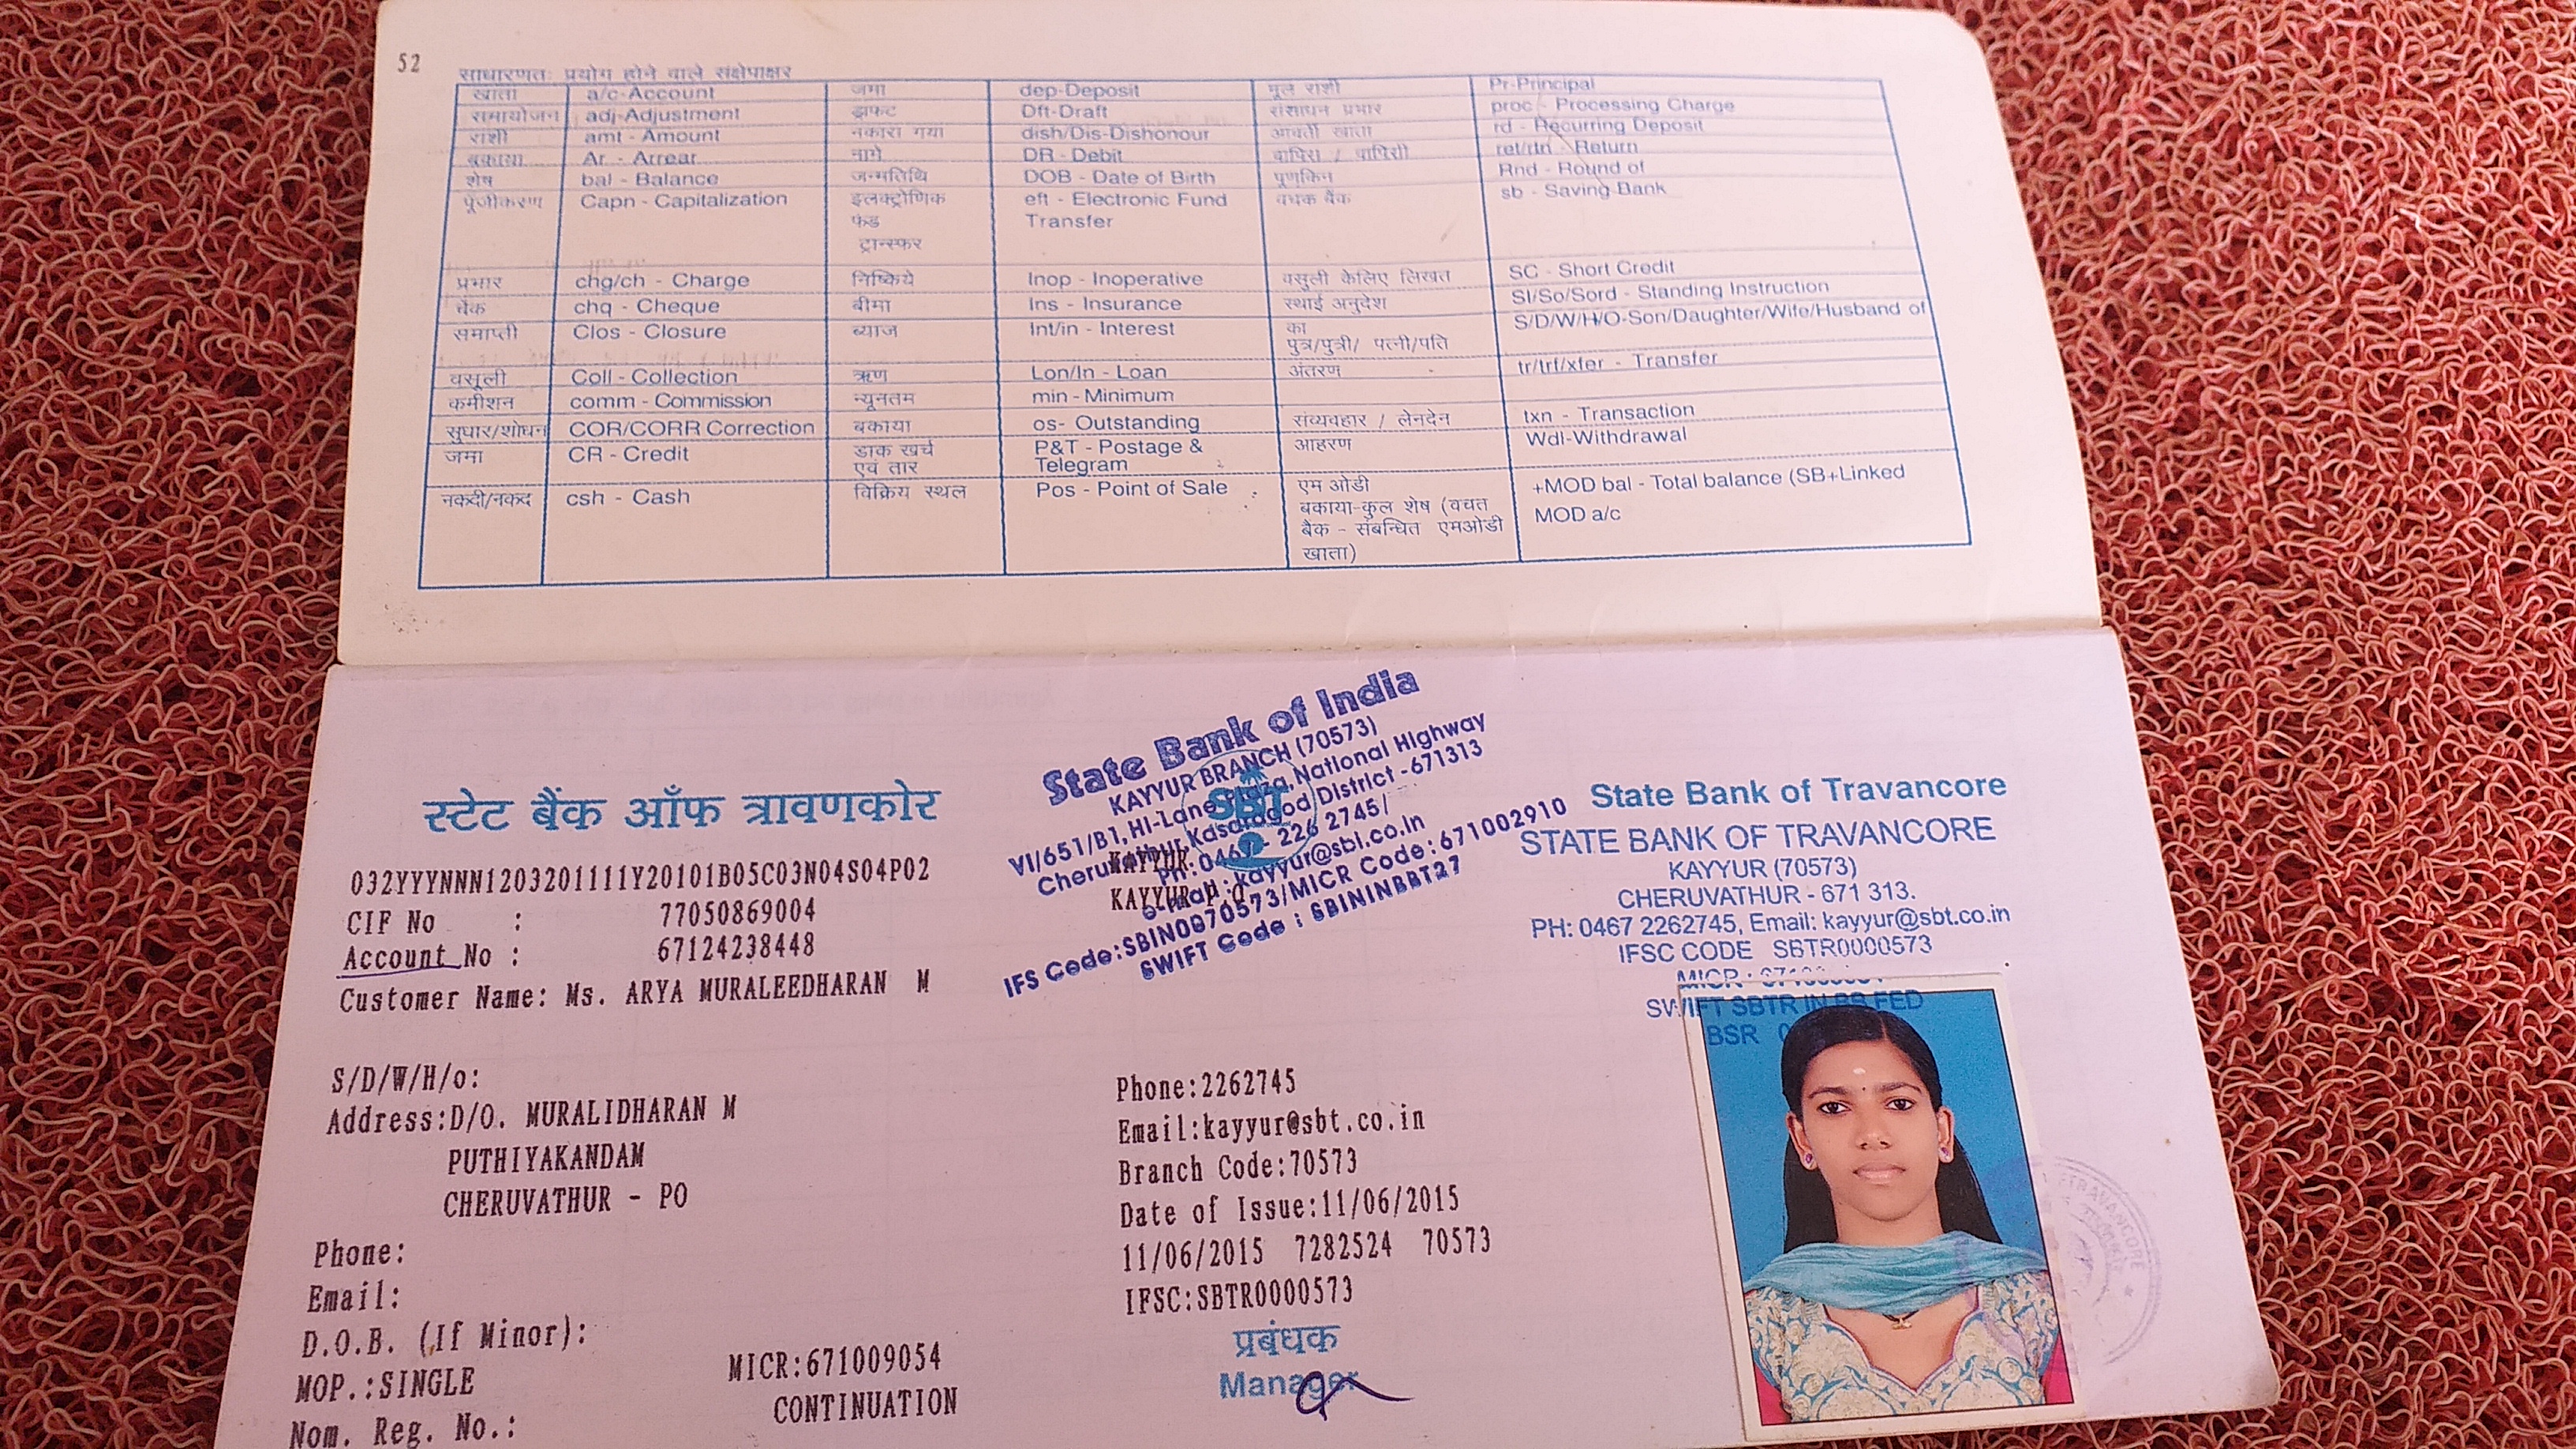 52
साधारणतः प्रयोग होने वाले संक्षेपाक्षर
खाता a/c-Account जमा dep-Deposit मूल राशी Pr-Principal
समायोजन adj-Adjustment ड्राफ्ट Dft-Draft संसाधन प्रभार proc - Processing Charge
राशी amt - Amount नकारा गया dish/Dis-Dishonour आवर्ती खाता rd - Recurring Deposit
बकाया Ar. - Arrear नामे DR - Debit वापिस / वापिसी ret/rtn - Return
शेष bal - Balance जन्मतिथि DOB - Date of Birth पूर्णांकन Rnd - Round of
पूंजीकरण Capn - Capitalization इलक्ट्रोणिक फंड ट्रान्स्फर eft - Electronic Fund Transfer बचक बैंक sb - Saving Bank
प्रभार chg/ch - Charge निष्क्रिय Inop - Inoperative वसूली केलिए लिखत SC - Short Credit
चेक chq - Cheque बीमा Ins - Insurance स्थाई अनुदेश SI/So/Sord - Standing Instruction
समाप्ती Clos - Closure ब्याज Int/in - Interest का पुत्र/पुत्री/ पत्नी/पति S/D/W/H/O-Son/Daughter/Wife/Husband of
वसूली Coll - Collection ऋण Lon/ln - Loan अंतरण tr/trf/xfer - Transfer
कमीशन comm - Commission न्यूनतम min - Minimum
सुधार/शोधन COR/CORR Correction बकाया os- Outstanding सव्यवहार / लेनदेन txn - Transaction
जमा CR - Credit डाक खर्च एवं तार P&T - Postage & Telegram आहरण Wdl-Withdrawal
नकदी/नकद csh - Cash विक्रिय स्थल Pos - Point of Sale एम ओडी बकाया-कुल शेष (बचत बैंक - संबन्धित एमओडी खाता) +MOD bal - Total balance (SB+Linked MOD a/c
स्टेट बैंक ऑफ त्रावणकोर
State Bank of Travancore
032YYYNNN1203201111Y20101B05C03N04S04P02
CIF No : 77050869004
Account No : 67124238448
Customer Name: Ms. ARYA MURALEEDHARAN M
S/D/W/H/o:
Address:D/O. MURALIDHARAN M
PUTHIYAKANDAM
CHERUVATHUR - PO
Phone:
Email:
D.O.B. (If Minor):
MOP.:SINGLE
Nom. Reg. No.:
MICR:671009054
CONTINUATION
State Bank of India
KAYYUR BRANCH (70573)
VI/651/B1, Hi-Lane Plaza, National Highway
Cheruvathur, Kasaragod District -671313
Ph: 0467 226 2745/
e-mail: kayyur@sbi.co.in
IFS Code:SBIN0070573/MICR Code:671002910
SWIFT Code : SBININBBT27
SBT
KAYYUR
Phone:2262745
Email:kayyur@sbt.co.in
Branch Code:70573
Date of Issue:11/06/2015
11/06/2015 7282524 70573
IFSC:SBTR0000573
प्रबंधक
Manager
STATE BANK OF TRAVANCORE
KAYYUR (70573)
CHERUVATHUR - 671 313.
PH: 0467 2262745, Email: kayyur@sbt.co.in
IFSC CODE SBTR0000573
MICR
SWIFT SBTR
BSR
TRAVANCORE